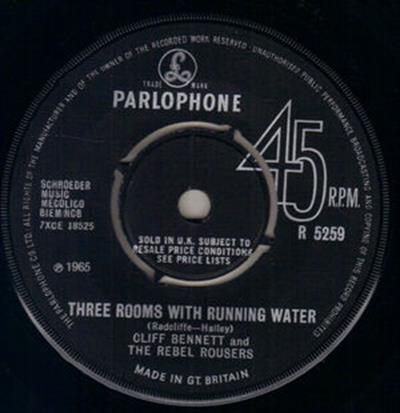 ALL RIGHTS OF THE MANUFACTURER AND OF THE OWNER OF THE RECORDED WORK RESERVED. UNAUTHORISED PUBLIC PERFORMANCE BROADCASTING AND COPYING OF THIS RECORD PROHIBITED
THE PARLOPHONE CO. LTD.
£
TRADE MARK
PARLOPHONE
45
R.P.M.
R 5259
SCHROEDER
MUSIC
MECOLICO
BIEM/NCB
7XCE 18525
℗ 1965
SOLD IN U.K. SUBJECT TO
RESALE PRICE CONDITIONS
SEE PRICE LISTS
THREE ROOMS WITH RUNNING WATER
(Radcliffe—Halley)
CLIFF BENNETT and
THE REBEL ROUSERS
MADE IN GT. BRITAIN